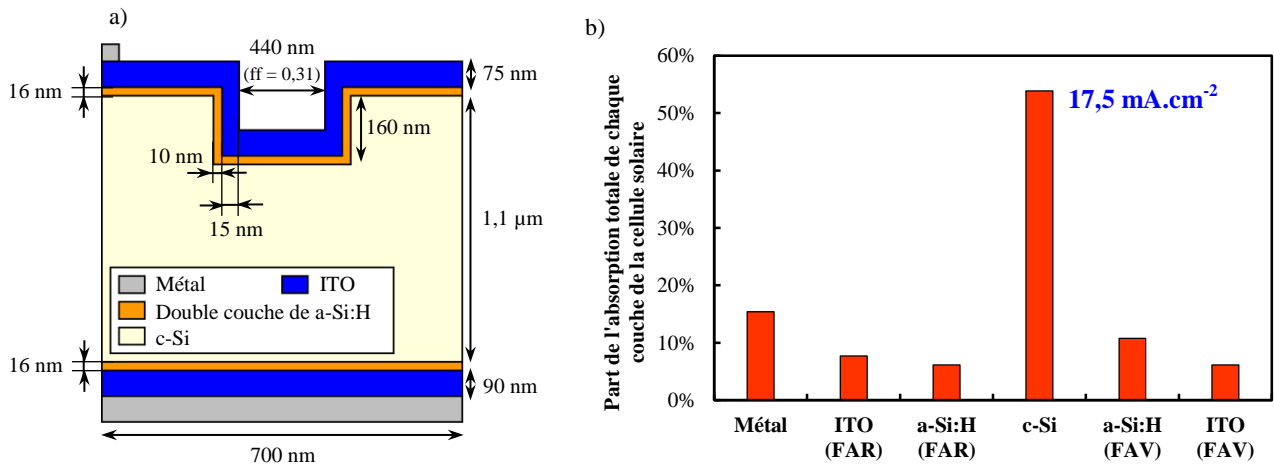 a)
440 nm
(ff = 0,31)
75 nm
16 nm
160 nm
10 nm
15 nm
1,1 µm
Métal
ITO
Double couche de a-Si:H
c-Si
16 nm
90 nm
700 nm
b)
Part de l'absorption totale de chaque
couche de la cellule solaire
60%
50%
40%
30%
20%
10%
0%
17,5 mA.cm-2
Métal
ITO
(FAR)
a-Si:H
(FAR)
c-Si
a-Si:H
(FAV)
ITO
(FAV)